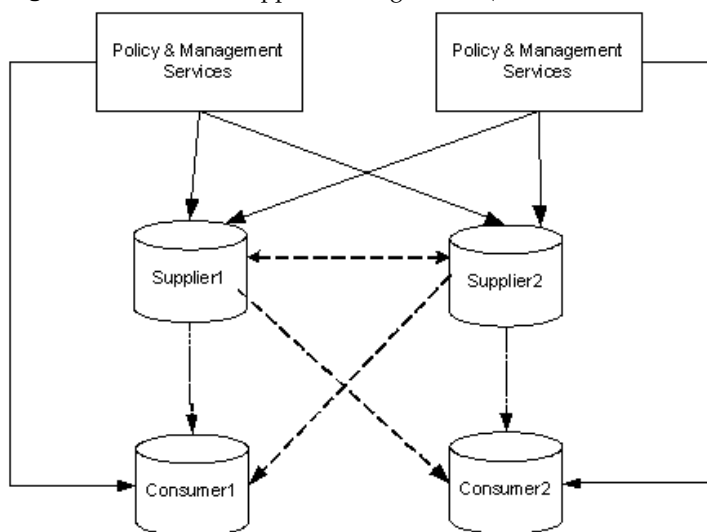 Policy & Management
Services
Policy & Management
Services
Supplier1
Supplier2
Consumer1
Consumer2